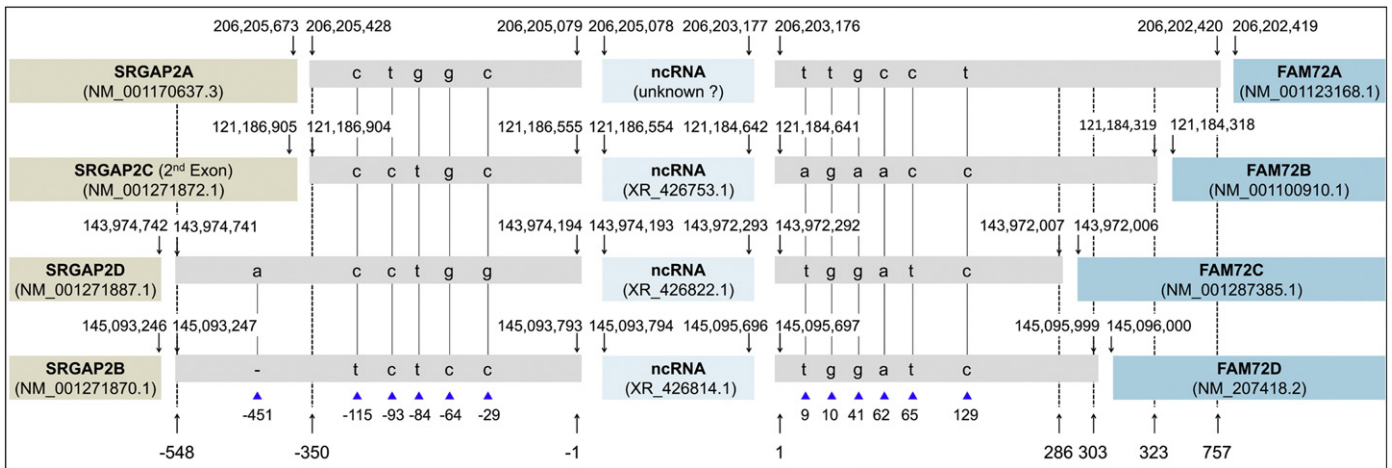 206,205,673 206,205,428 206,205,079 206,205,078 206,203,177 206,203,176 206,202,420 206,202,419
SRGAP2A c t g g c ncRNA t t g c c t FAM72A
(NM_001170637.3) (unknown ?) (NM_001123168.1)
121,186,905 121,186,904 121,186,555 121,186,554 121,184,642 121,184,641 121,184,319 121,184,318
SRGAP2C (2nd Exon) c c t g c ncRNA a g a a c c FAM72B
(NM_001271872.1) (XR_426753.1) (NM_001100910.1)
143,974,742 143,974,741 143,974,194 143,974,193 143,972,293 143,972,292 143,972,007 143,972,006
SRGAP2D a c c t g g ncRNA t g g a t c FAM72C
(NM_001271887.1) (XR_426822.1) (NM_001287385.1)
145,093,246 145,093,247 145,093,793 145,093,794 145,095,696 145,095,697 145,095,999 145,096,000
SRGAP2B - t c t c c ncRNA t g g a t c FAM72D
(NM_001271870.1) (XR_426814.1) (NM_207418.2)
-451 -115 -93 -84 -64 -29 9 10 41 62 65 129
-548 -350 -1 1 286 303 323 757